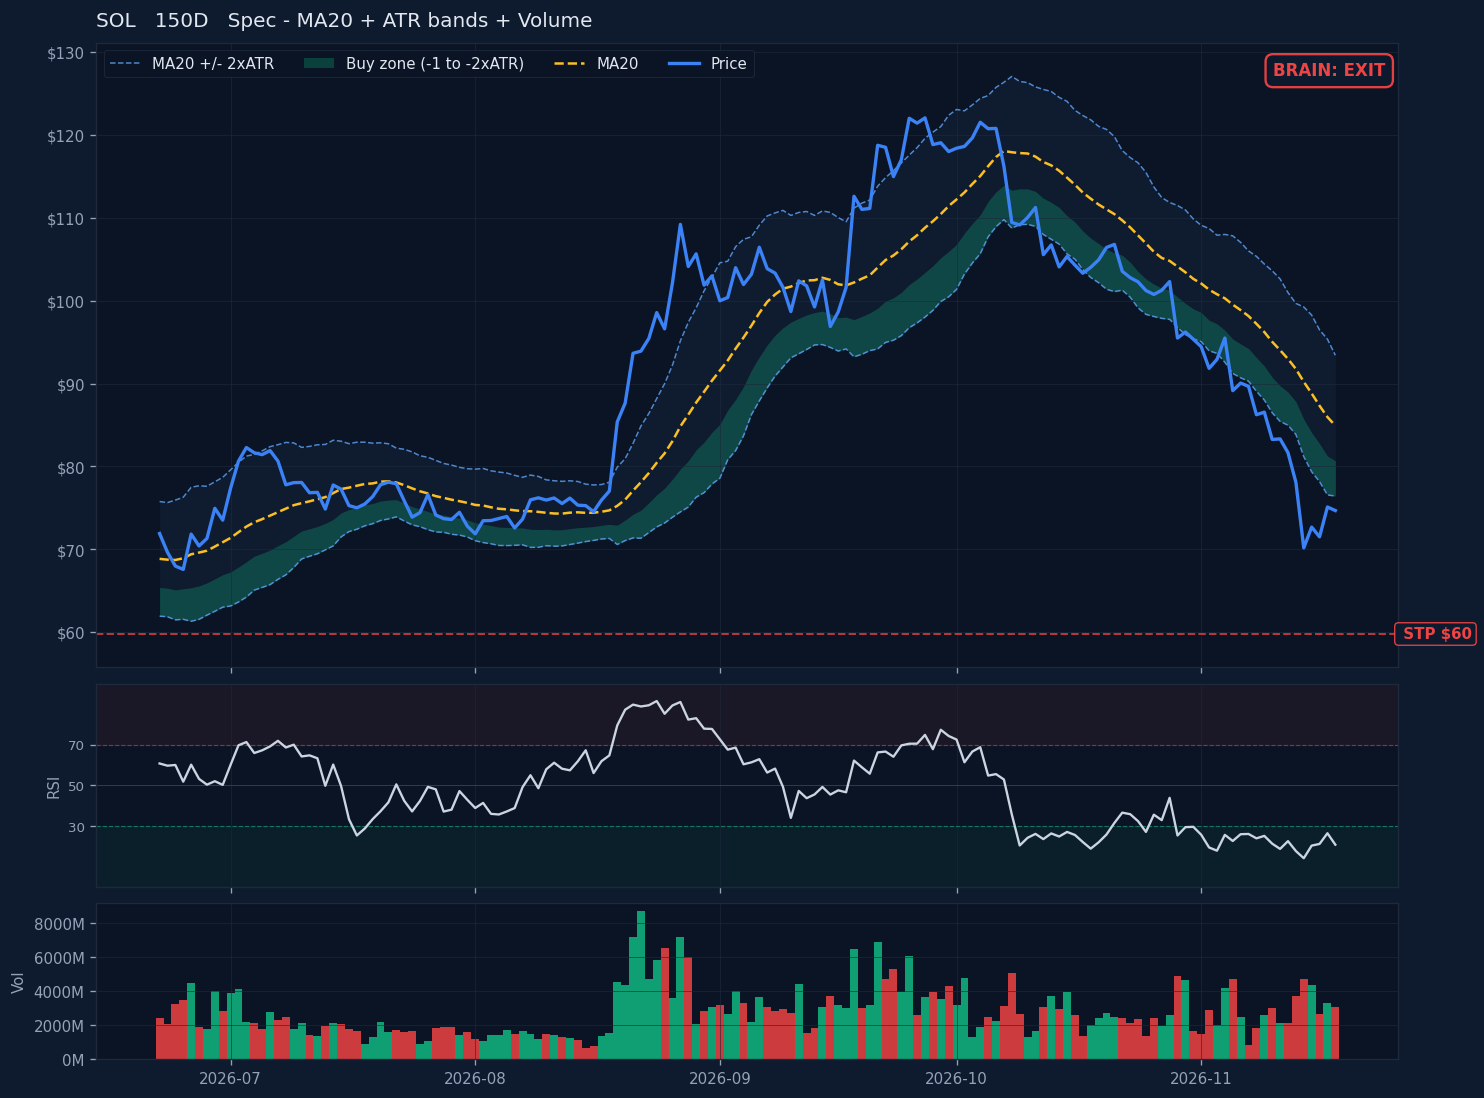 SOL   150D   Spec - MA20 + ATR bands + Volume
MA20 +/- 2xATR
Buy zone (-1 to -2xATR)
MA20
Price
BRAIN: EXIT
$130
$120
$110
$100
$90
$80
$70
$60
STP $60
RSI
70
50
30
Vol
8000M
6000M
4000M
2000M
0M
2026-07
2026-08
2026-09
2026-10
2026-11